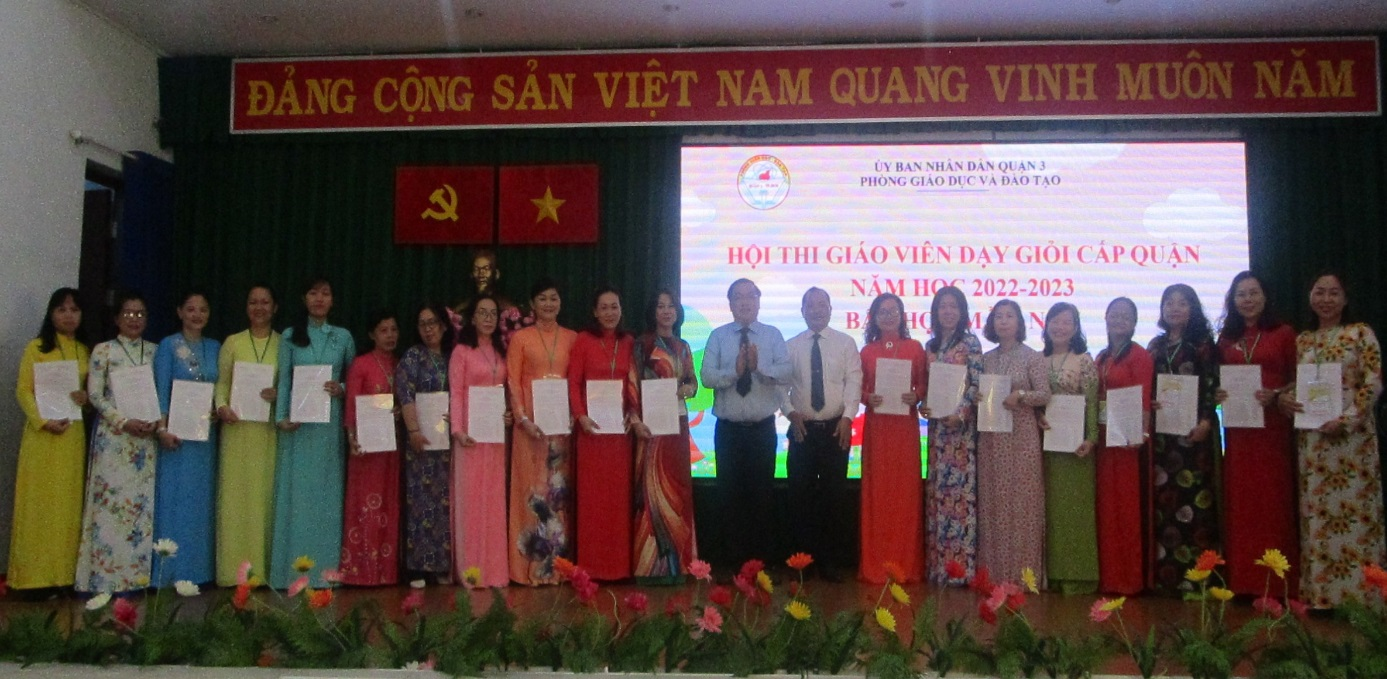 ĐẢNG CỘNG SẢN VIỆT NAM QUANG VINH MUÔN NĂM
ỦY BAN NHÂN DÂN QUẬN 3
PHÒNG GIÁO DỤC VÀ ĐÀO TẠO
HỘI THI GIÁO VIÊN DẠY GIỎI CẤP QUẬN
NĂM HỌC 2022-2023